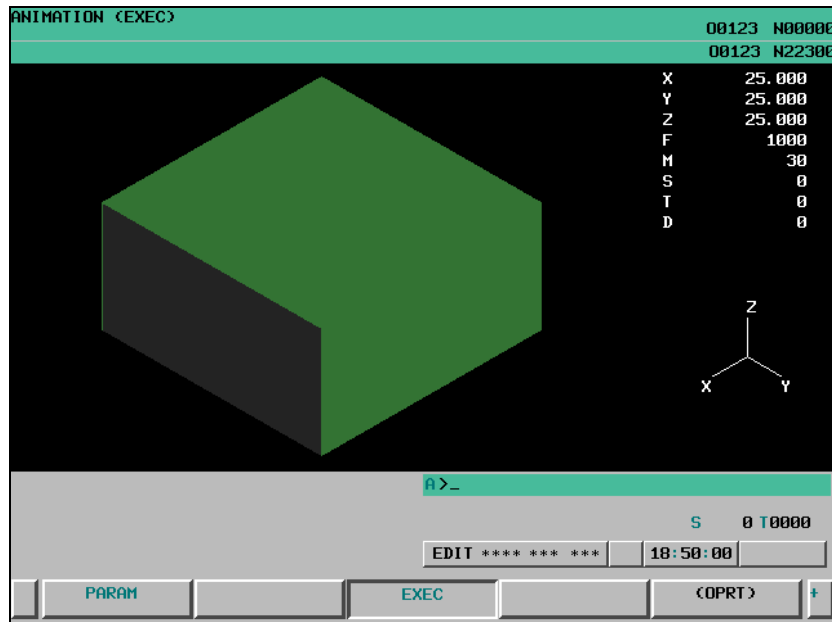 ANIMATION (EXEC)
O0123 N00000
O0123 N22300
X 25.000
Y 25.000
Z 25.000
F 1000
M 30
S 0
T 0
D 0
Z
X Y
A>_
S 0 T0000
EDIT **** *** *** 18:50:00
PARAM EXEC (OPRT) +